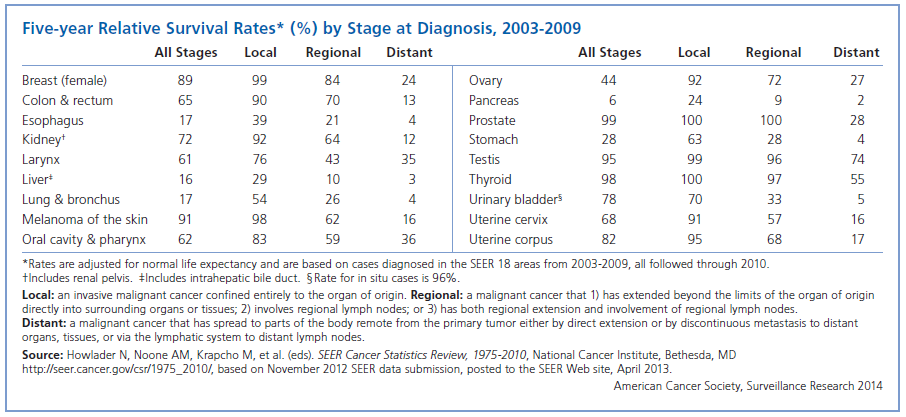 Five-year Relative Survival Rates* (%) by Stage at Diagnosis, 2003-2009
All Stages Local Regional Distant All Stages Local Regional Distant
Breast (female) 89 99 84 24 Ovary 44 92 72 27
Colon & rectum 65 90 70 13 Pancreas 6 24 9 2
Esophagus 17 39 21 4 Prostate 99 100 100 28
Kidney† 72 92 64 12 Stomach 28 63 28 4
Larynx 61 76 43 35 Testis 95 99 96 74
Liver‡ 16 29 10 3 Thyroid 98 100 97 55
Lung & bronchus 17 54 26 4 Urinary bladder§ 78 70 33 5
Melanoma of the skin 91 98 62 16 Uterine cervix 68 91 57 16
Oral cavity & pharynx 62 83 59 36 Uterine corpus 82 95 68 17
*Rates are adjusted for normal life expectancy and are based on cases diagnosed in the SEER 18 areas from 2003-2009, all followed through 2010.
†Includes renal pelvis. ‡Includes intrahepatic bile duct. §Rate for in situ cases is 96%.
Local: an invasive malignant cancer confined entirely to the organ of origin. Regional: a malignant cancer that 1) has extended beyond the limits of the organ of origin
directly into surrounding organs or tissues; 2) involves regional lymph nodes; or 3) has both regional extension and involvement of regional lymph nodes.
Distant: a malignant cancer that has spread to parts of the body remote from the primary tumor either by direct extension or by discontinuous metastasis to distant
organs, tissues, or via the lymphatic system to distant lymph nodes.
Source: Howlader N, Noone AM, Krapcho M, et al. (eds). SEER Cancer Statistics Review, 1975-2010, National Cancer Institute, Bethesda, MD
http://seer.cancer.gov/csr/1975_2010/, based on November 2012 SEER data submission, posted to the SEER Web site, April 2013.
American Cancer Society, Surveillance Research 2014